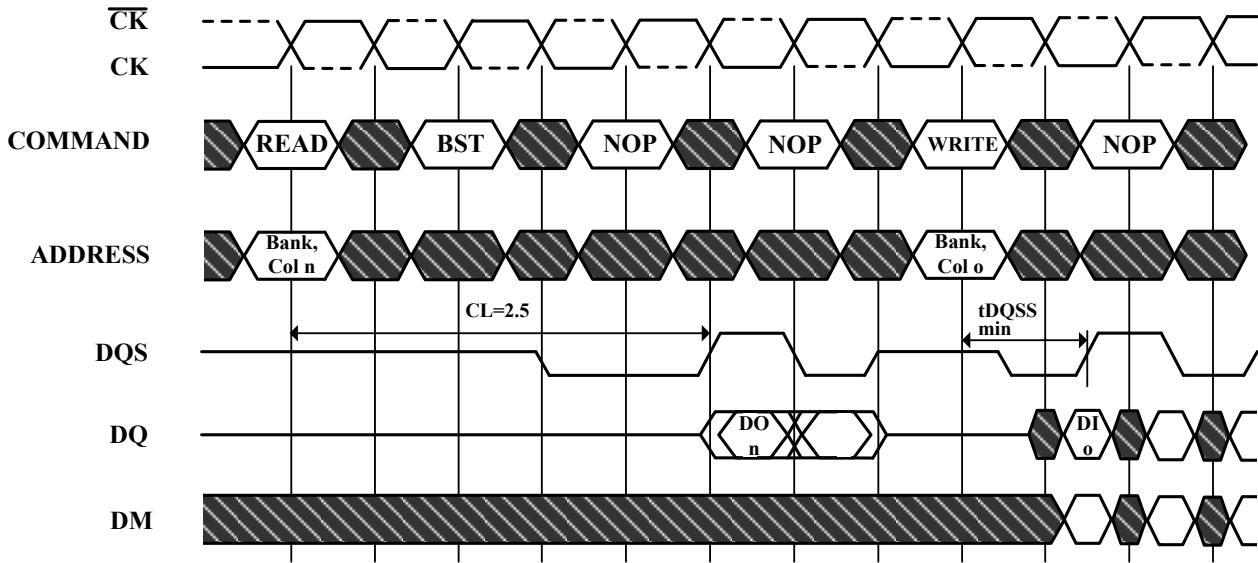 CK
CK
COMMAND READ BST NOP NOP WRITE NOP
ADDRESS Bank, Col n Bank, Col o
CL=2.5 tDQSS min
DQS
DQ DO n DI o
DM